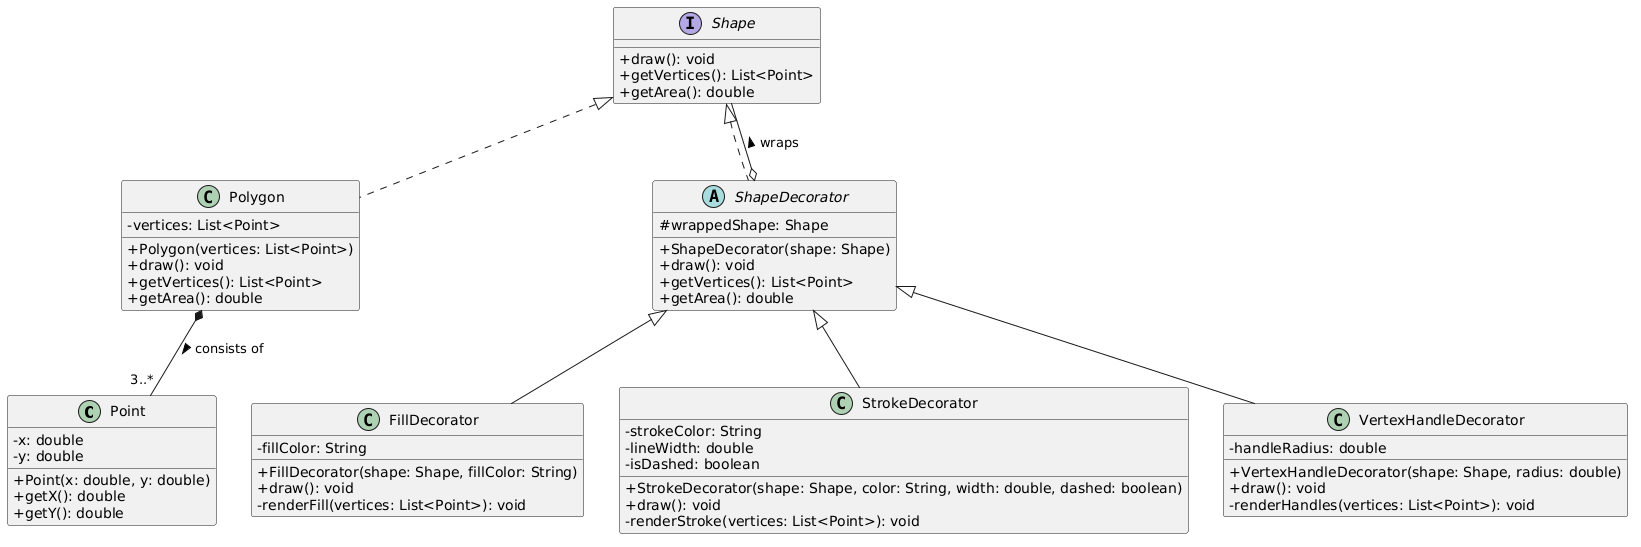 I Shape
+draw(): void
+getVertices(): List<Point>
+getArea(): double
wraps
C Polygon
-vertices: List<Point>
+Polygon(vertices: List<Point>)
+draw(): void
+getVertices(): List<Point>
+getArea(): double
A ShapeDecorator
#wrappedShape: Shape
+ShapeDecorator(shape: Shape)
+draw(): void
+getVertices(): List<Point>
+getArea(): double
consists of
3..*
C Point
-x: double
-y: double
+Point(x: double, y: double)
+getX(): double
+getY(): double
C FillDecorator
-fillColor: String
+FillDecorator(shape: Shape, fillColor: String)
+draw(): void
-renderFill(vertices: List<Point>): void
C StrokeDecorator
-strokeColor: String
-lineWidth: double
-isDashed: boolean
+StrokeDecorator(shape: Shape, color: String, width: double, dashed: boolean)
+draw(): void
-renderStroke(vertices: List<Point>): void
C VertexHandleDecorator
-handleRadius: double
+VertexHandleDecorator(shape: Shape, radius: double)
+draw(): void
-renderHandles(vertices: List<Point>): void